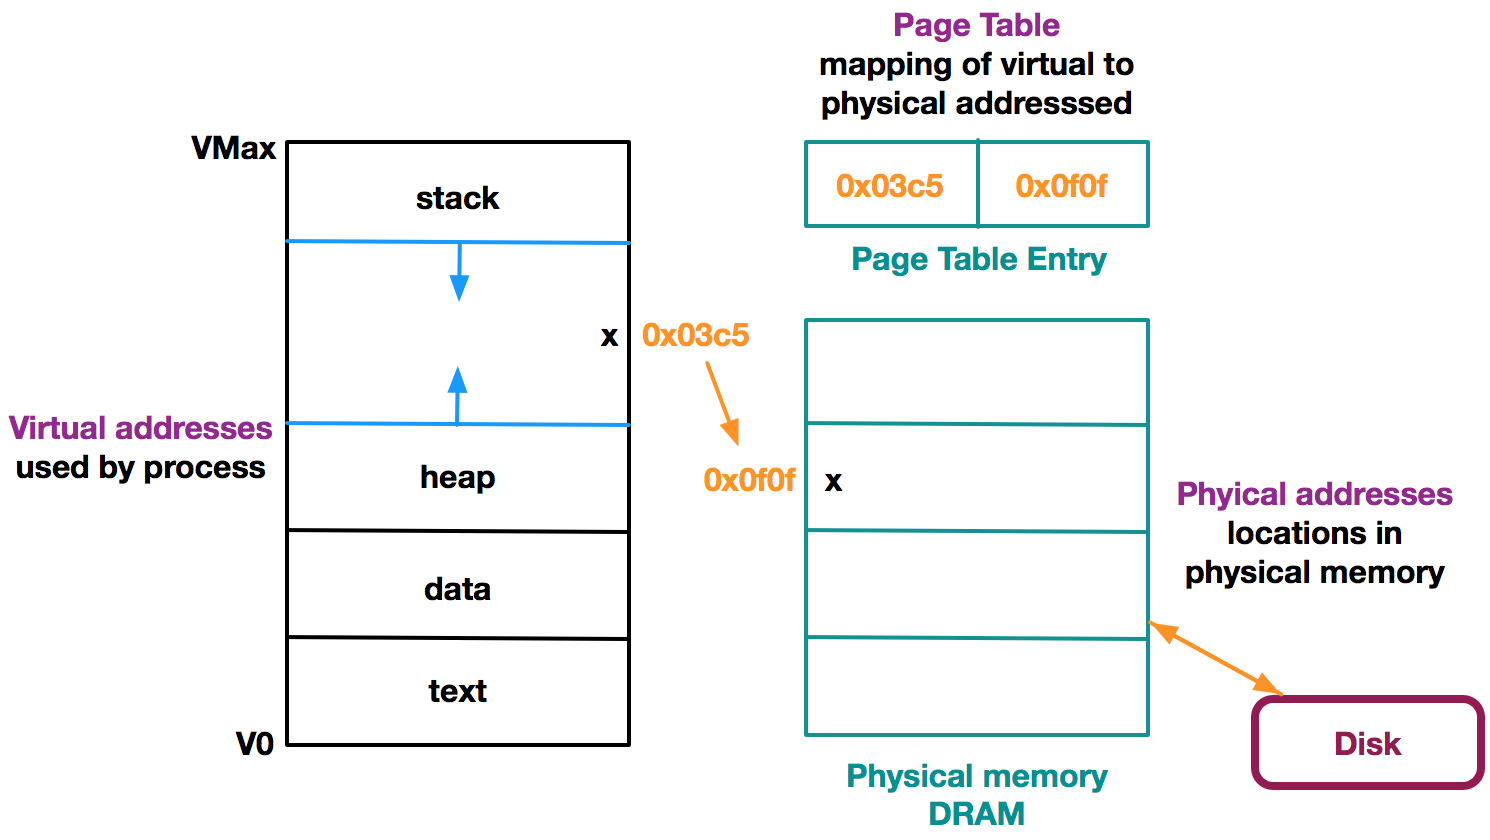 Page Table
mapping of virtual to
physical addresssed
VMax
stack
0x03c5
0x0f0f
Page Table Entry
x
0x03c5
Virtual addresses
used by process
heap
0x0f0f
x
Phyical addresses
locations in
physical memory
data
text
V0
Disk
Physical memory
DRAM